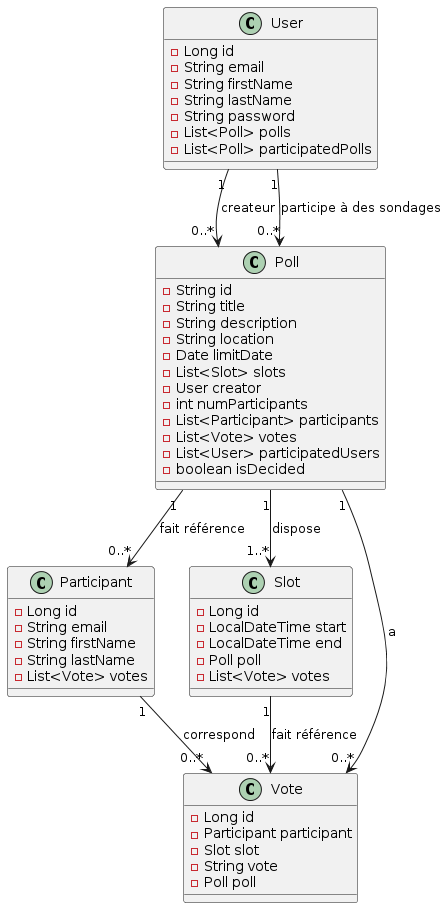 C User
Long id
String email
String firstName
String lastName
String password
List<Poll> polls
List<Poll> participatedPolls
1 1
createur participe à des sondages
0..* 0..*
C Poll
String id
String title
String description
String location
Date limitDate
List<Slot> slots
User creator
int numParticipants
List<Participant> participants
List<Vote> votes
List<User> participatedUsers
boolean isDecided
1 1 1
fait référence dispose
0..* 1..*
C Participant
Long id
String email
String firstName
String lastName
List<Vote> votes
C Slot
Long id
LocalDateTime start
LocalDateTime end
Poll poll
List<Vote> votes
a
1 1
correspond fait référence
0..* 0..* 0..*
C Vote
Long id
Participant participant
Slot slot
String vote
Poll poll